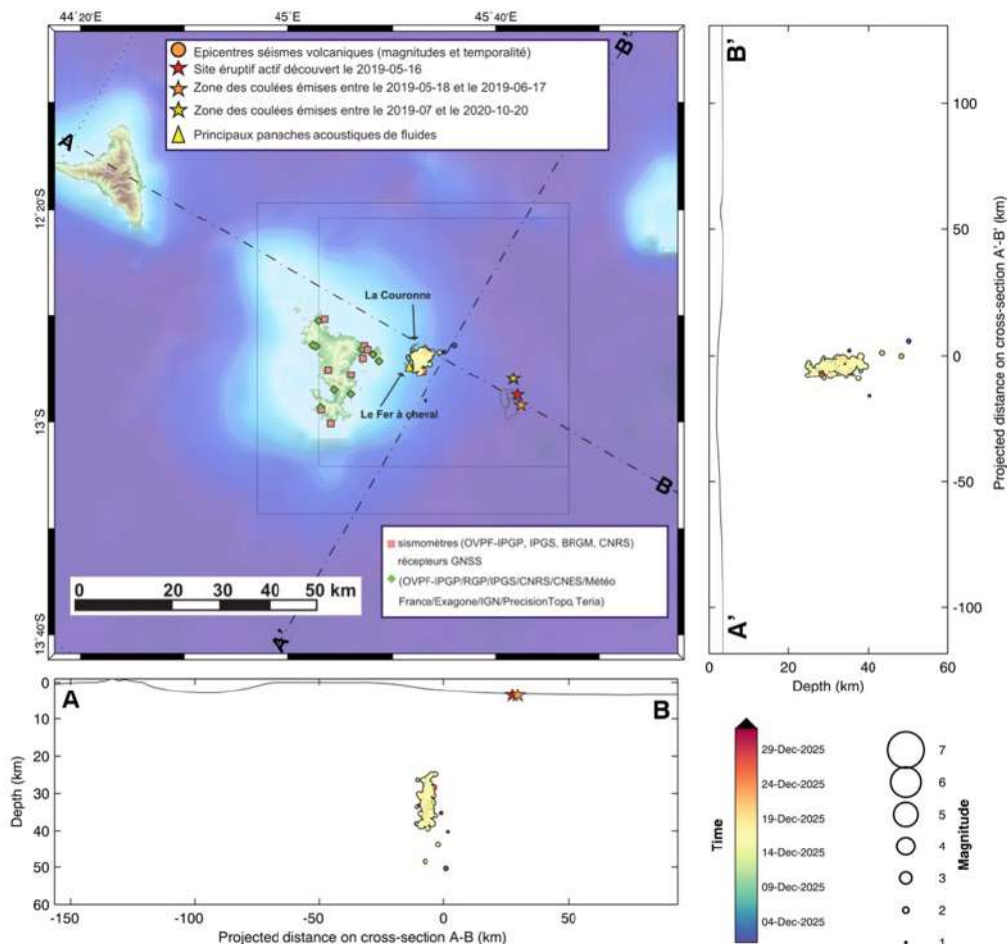 44°20'E
45°E
45°40'E
Epicentres séismes volcaniques (magnitudes et temporalité)
Site éruptif actif découvert le 2019-05-16
Zone des coulées émises entre le 2019-05-18 et le 2019-06-17
Zone des coulées émises entre le 2019-07 et le 2020-10-20
Principaux panaches acoustiques de fluides
B'
A
12°20'S
La Couronne
Le Fer à cheval
13°S
B
sismomètres (OVPF-IPGP, IPGS, BRGM, CNRS)
récepteurs GNSS
(OVPF-IPGP/RGP/IPGS/CNRS/CNES/Météo
France/Exagone/IGN/PrecisionTopo, Teria)
0 10 20 30 40 50 km
13°40'S
A'
B'
100
50
0
-50
-100
Projected distance on cross-section A'-B' (km)
A'
0 20 40 60
Depth (km)
A
B
0
10
20
30
40
50
60
Depth (km)
-150 -100 -50 0 50
Projected distance on cross-section A-B (km)
Time
29-Dec-2025
24-Dec-2025
19-Dec-2025
14-Dec-2025
09-Dec-2025
04-Dec-2025
7
6
5
4
3
2
1
Magnitude